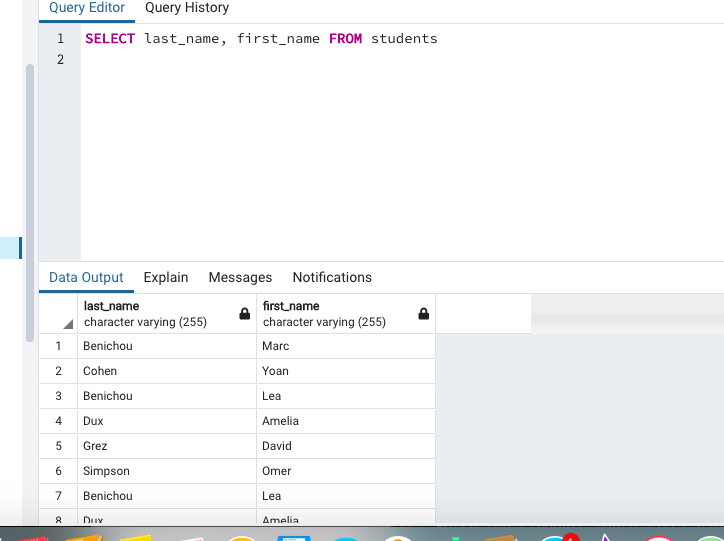 Query Editor Query History
1 SELECT last_name, first_name FROM students
2
Data Output Explain Messages Notifications
last_name first_name
character varying (255) character varying (255)
1 Benichou Marc
2 Cohen Yoan
3 Benichou Lea
4 Dux Amelia
5 Grez David
6 Simpson Omer
7 Benichou Lea
8 Dux Amelia